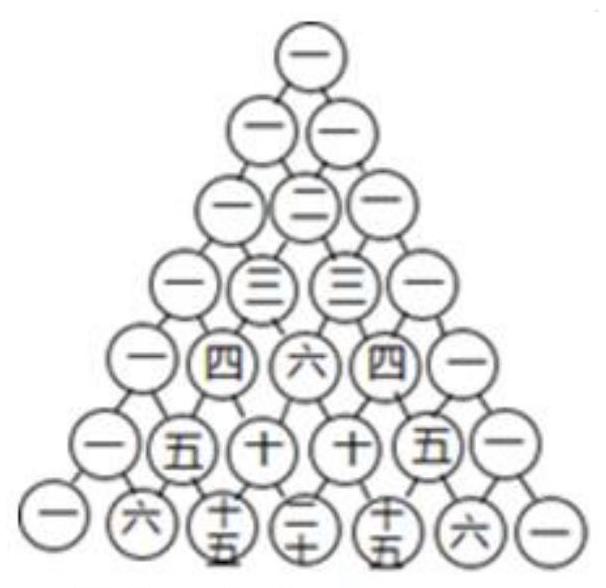 一
一 一
一 二 一
一 三 三 一
一 四 六 四 一
一 五 十 十 五 一
一 六 十五 二十 十五 六 一